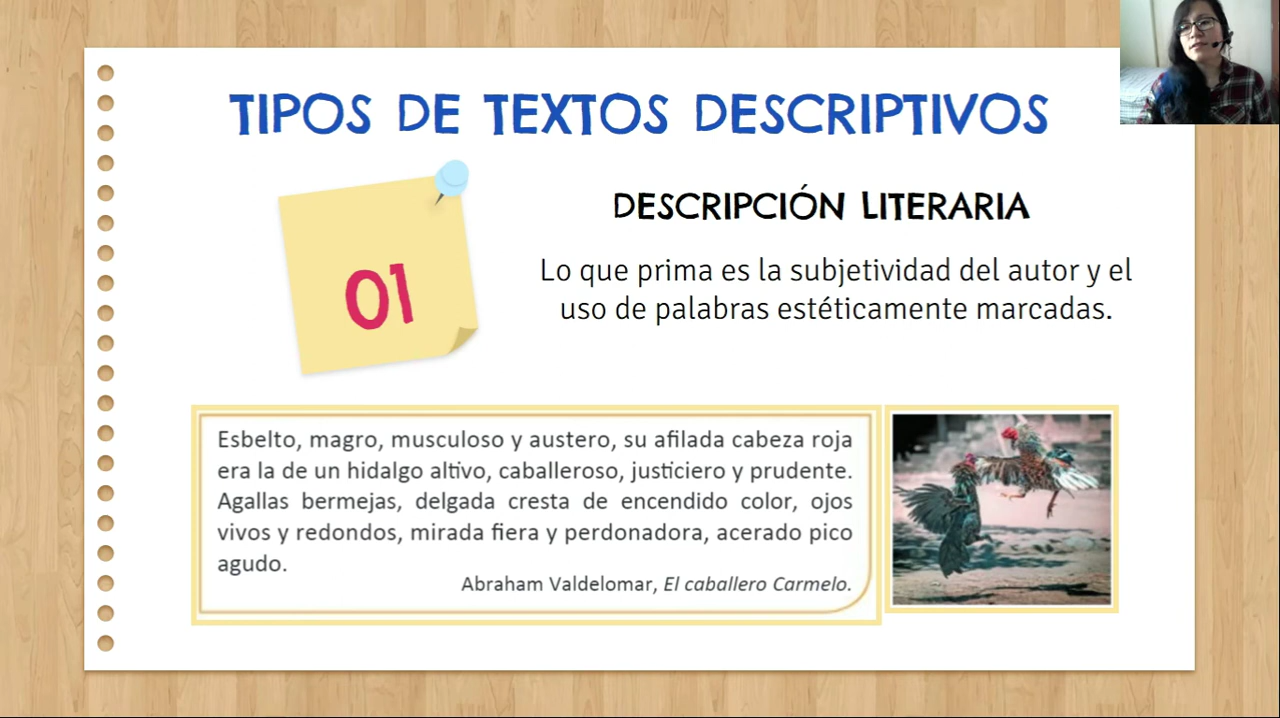 TIPOS DE TEXTOS DESCRIPTIVOS
01
DESCRIPCIÓN LITERARIA
Lo que prima es la subjetividad del autor y el
uso de palabras estéticamente marcadas.
Esbelto, magro, musculoso y austero, su afilada cabeza roja
era la de un hidalgo altivo, caballeroso, justiciero y prudente.
Agallas bermejas, delgada cresta de encendido color, ojos
vivos y redondos, mirada fiera y perdonadora, acerado pico
agudo.
Abraham Valdelomar, El caballero Carmelo.